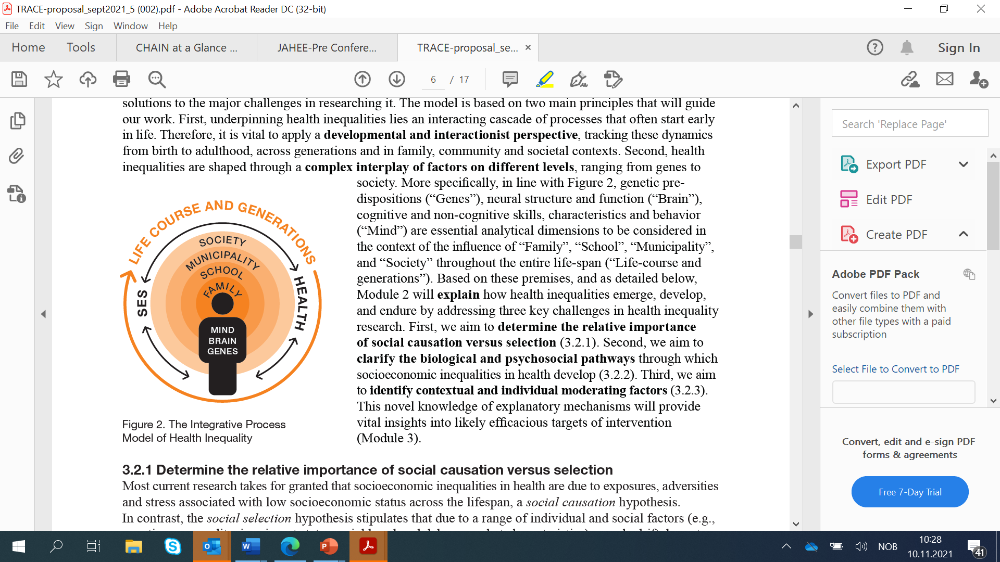 TRACE-proposal_sept2021_5 (002).pdf - Adobe Acrobat Reader DC (32-bit)
File Edit View Sign Window Help
Home Tools CHAIN at a Glance ... JAHEE-Pre Confere... TRACE-proposal_se... × ? Sign In
6 / 17
solutions to the major challenges in researching it. The model is based on two main principles that will guide
our work. First, underpinning health inequalities lies an interacting cascade of processes that often start early
in life. Therefore, it is vital to apply a developmental and interactionist perspective, tracking these dynamics
from birth to adulthood, across generations and in family, community and societal contexts. Second, health
inequalities are shaped through a complex interplay of factors on different levels, ranging from genes to
society. More specifically, in line with Figure 2, genetic pre-
dispositions (“Genes”), neural structure and function (“Brain”),
cognitive and non-cognitive skills, characteristics and behavior
(“Mind”) are essential analytical dimensions to be considered in
the context of the influence of “Family”, “School”, “Municipality”,
and “Society” throughout the entire life-span (“Life-course and
generations”). Based on these premises, and as detailed below,
Module 2 will explain how health inequalities emerge, develop,
and endure by addressing three key challenges in health inequality
research. First, we aim to determine the relative importance
of social causation versus selection (3.2.1). Second, we aim to
clarify the biological and psychosocial pathways through which
socioeconomic inequalities in health develop (3.2.2). Third, we aim
to identify contextual and individual moderating factors (3.2.3).
This novel knowledge of explanatory mechanisms will provide
vital insights into likely efficacious targets of intervention
(Module 3).
LIFE COURSE AND GENERATIONS
SOCIETY
MUNICIPALITY
SCHOOL
FAMILY
SES
HEALTH
MIND
BRAIN
GENES
Figure 2. The Integrative Process
Model of Health Inequality
3.2.1 Determine the relative importance of social causation versus selection
Most current research takes for granted that socioeconomic inequalities in health are due to exposures, adversities
and stress associated with low socioeconomic status across the lifespan, a social causation hypothesis.
In contrast, the social selection hypothesis stipulates that due to a range of individual and social factors (e.g.,
Search 'Replace Page'
Export PDF
Edit PDF
Create PDF
Adobe PDF Pack
Convert files to PDF and
easily combine them with
other file types with a paid
subscription
Select File to Convert to PDF
Convert, edit and e-sign PDF
forms & agreements
Free 7-Day Trial
NOB
10:28
10.11.2021
41